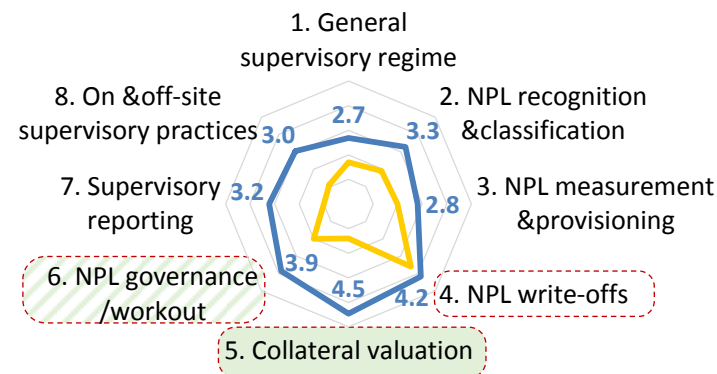 1. General
supervisory regime
8. On &off-site
supervisory practices
2. NPL recognition
&classification
2.7
3.0
3.3
7. Supervisory
reporting
3.2
2.8
3. NPL measurement
&provisioning
6. NPL governance
/workout
3.9
4.5
4.2
4. NPL write-offs
5. Collateral valuation